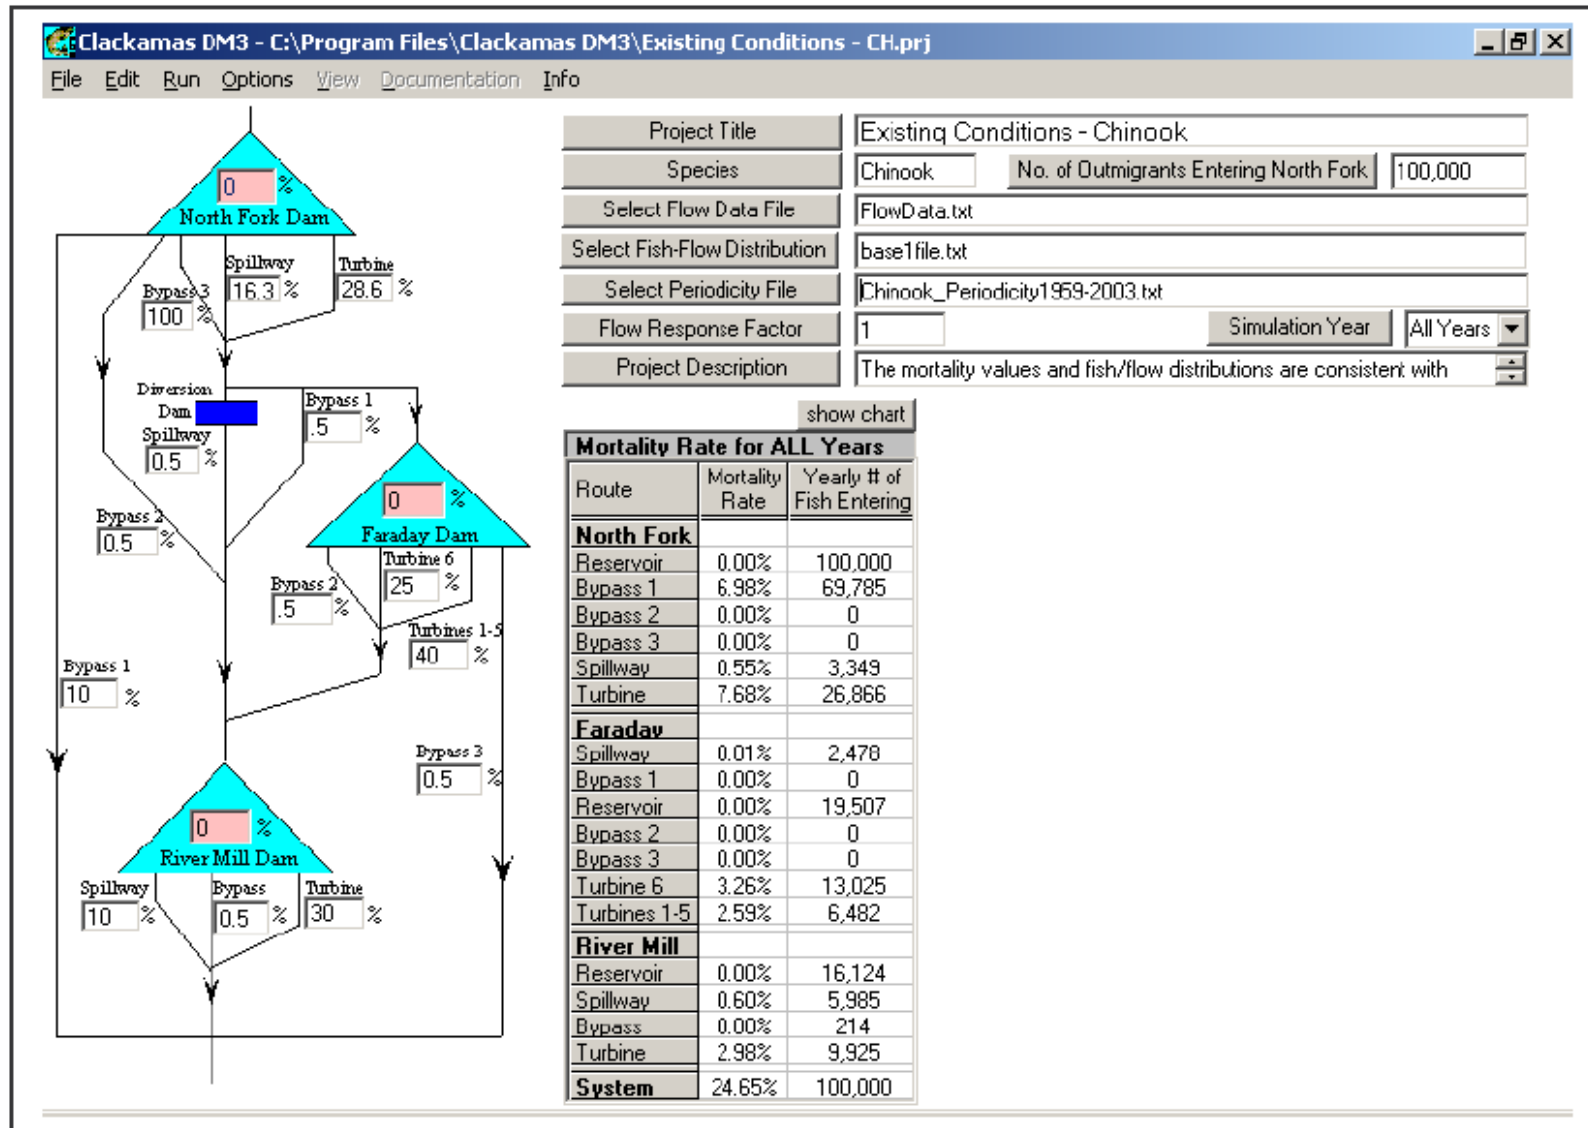 Clackamas DM3 - C:\Program Files\Clackamas DM3\Existing Conditions - CH.prj
File Edit Run Options View Documentation Info
0 %
North Fork Dam
Spillway
16.3 %
Turbine
28.6 %
Bypass 3
100 %
Diversion
Dam
Spillway
0.5 %
Bypass 1
.5 %
Bypass 2
0.5 %
0 %
Faraday Dam
Turbine 6
25 %
Bypass 2
.5 %
Turbines 1-5
40 %
Bypass 1
10 %
Bypass 3
0.5 %
0 %
River Mill Dam
Spillway
10 %
Bypass
0.5 %
Turbine
30 %
Project Title Existing Conditions - Chinook
Species Chinook No. of Outmigrants Entering North Fork 100,000
Select Flow Data File FlowData.txt
Select Fish-Flow Distribution base1file.txt
Select Periodicity File Chinook_Periodicity1959-2003.txt
Flow Response Factor 1 Simulation Year All Years
Project Description The mortality values and fish/flow distributions are consistent with
show chart
Mortality Rate for ALL Years
Route Mortality Rate Yearly # of Fish Entering
North Fork
Reservoir 0.00% 100,000
Bypass 1 6.98% 69,785
Bypass 2 0.00% 0
Bypass 3 0.00% 0
Spillway 0.55% 3,349
Turbine 7.68% 26,866
Faraday
Spillway 0.01% 2,478
Bypass 1 0.00% 0
Reservoir 0.00% 19,507
Bypass 2 0.00% 0
Bypass 3 0.00% 0
Turbine 6 3.26% 13,025
Turbines 1-5 2.59% 6,482
River Mill
Reservoir 0.00% 16,124
Spillway 0.60% 5,985
Bypass 0.00% 214
Turbine 2.98% 9,925
System 24.65% 100,000